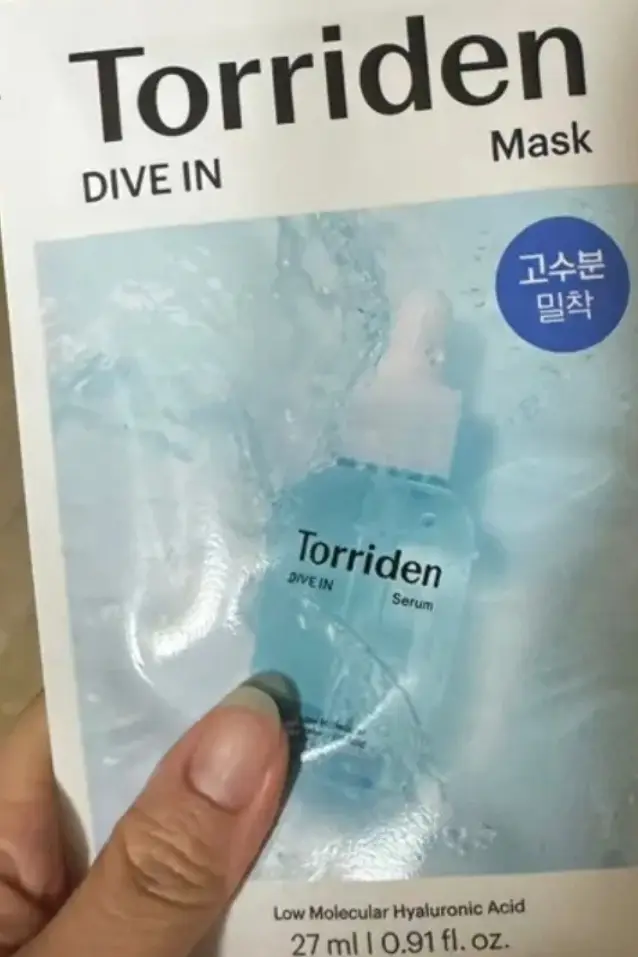 Torriden
DIVE IN Mask
고수분
밀착
Torriden
DIVE IN Serum
Low Molecular Hyaluronic Acid
27 ml | 0.91 fl. oz.